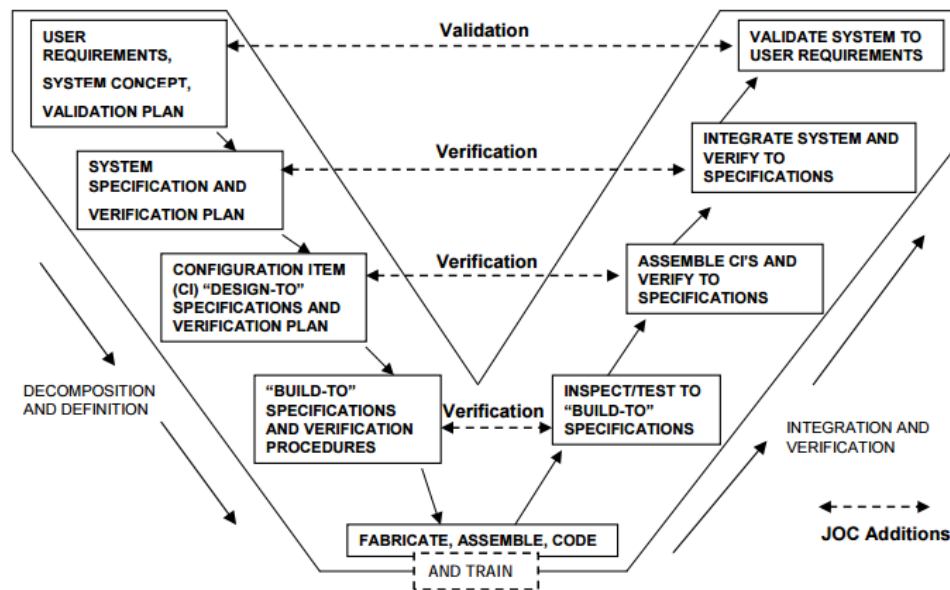 USER
REQUIREMENTS,
SYSTEM CONCEPT,
VALIDATION PLAN
Validation
VALIDATE SYSTEM TO
USER REQUIREMENTS
SYSTEM
SPECIFICATION AND
VERIFICATION PLAN
Verification
INTEGRATE SYSTEM AND
VERIFY TO
SPECIFICATIONS
CONFIGURATION ITEM
(CI) “DESIGN-TO”
SPECIFICATIONS AND
VERIFICATION PLAN
Verification
ASSEMBLE CI'S AND
VERIFY TO
SPECIFICATIONS
DECOMPOSITION
AND DEFINITION
“BUILD-TO”
SPECIFICATIONS
AND VERIFICATION
PROCEDURES
Verification
INSPECT/TEST TO
“BUILD-TO”
SPECIFICATIONS
INTEGRATION AND
VERIFICATION
FABRICATE, ASSEMBLE, CODE
AND TRAIN
JOC Additions